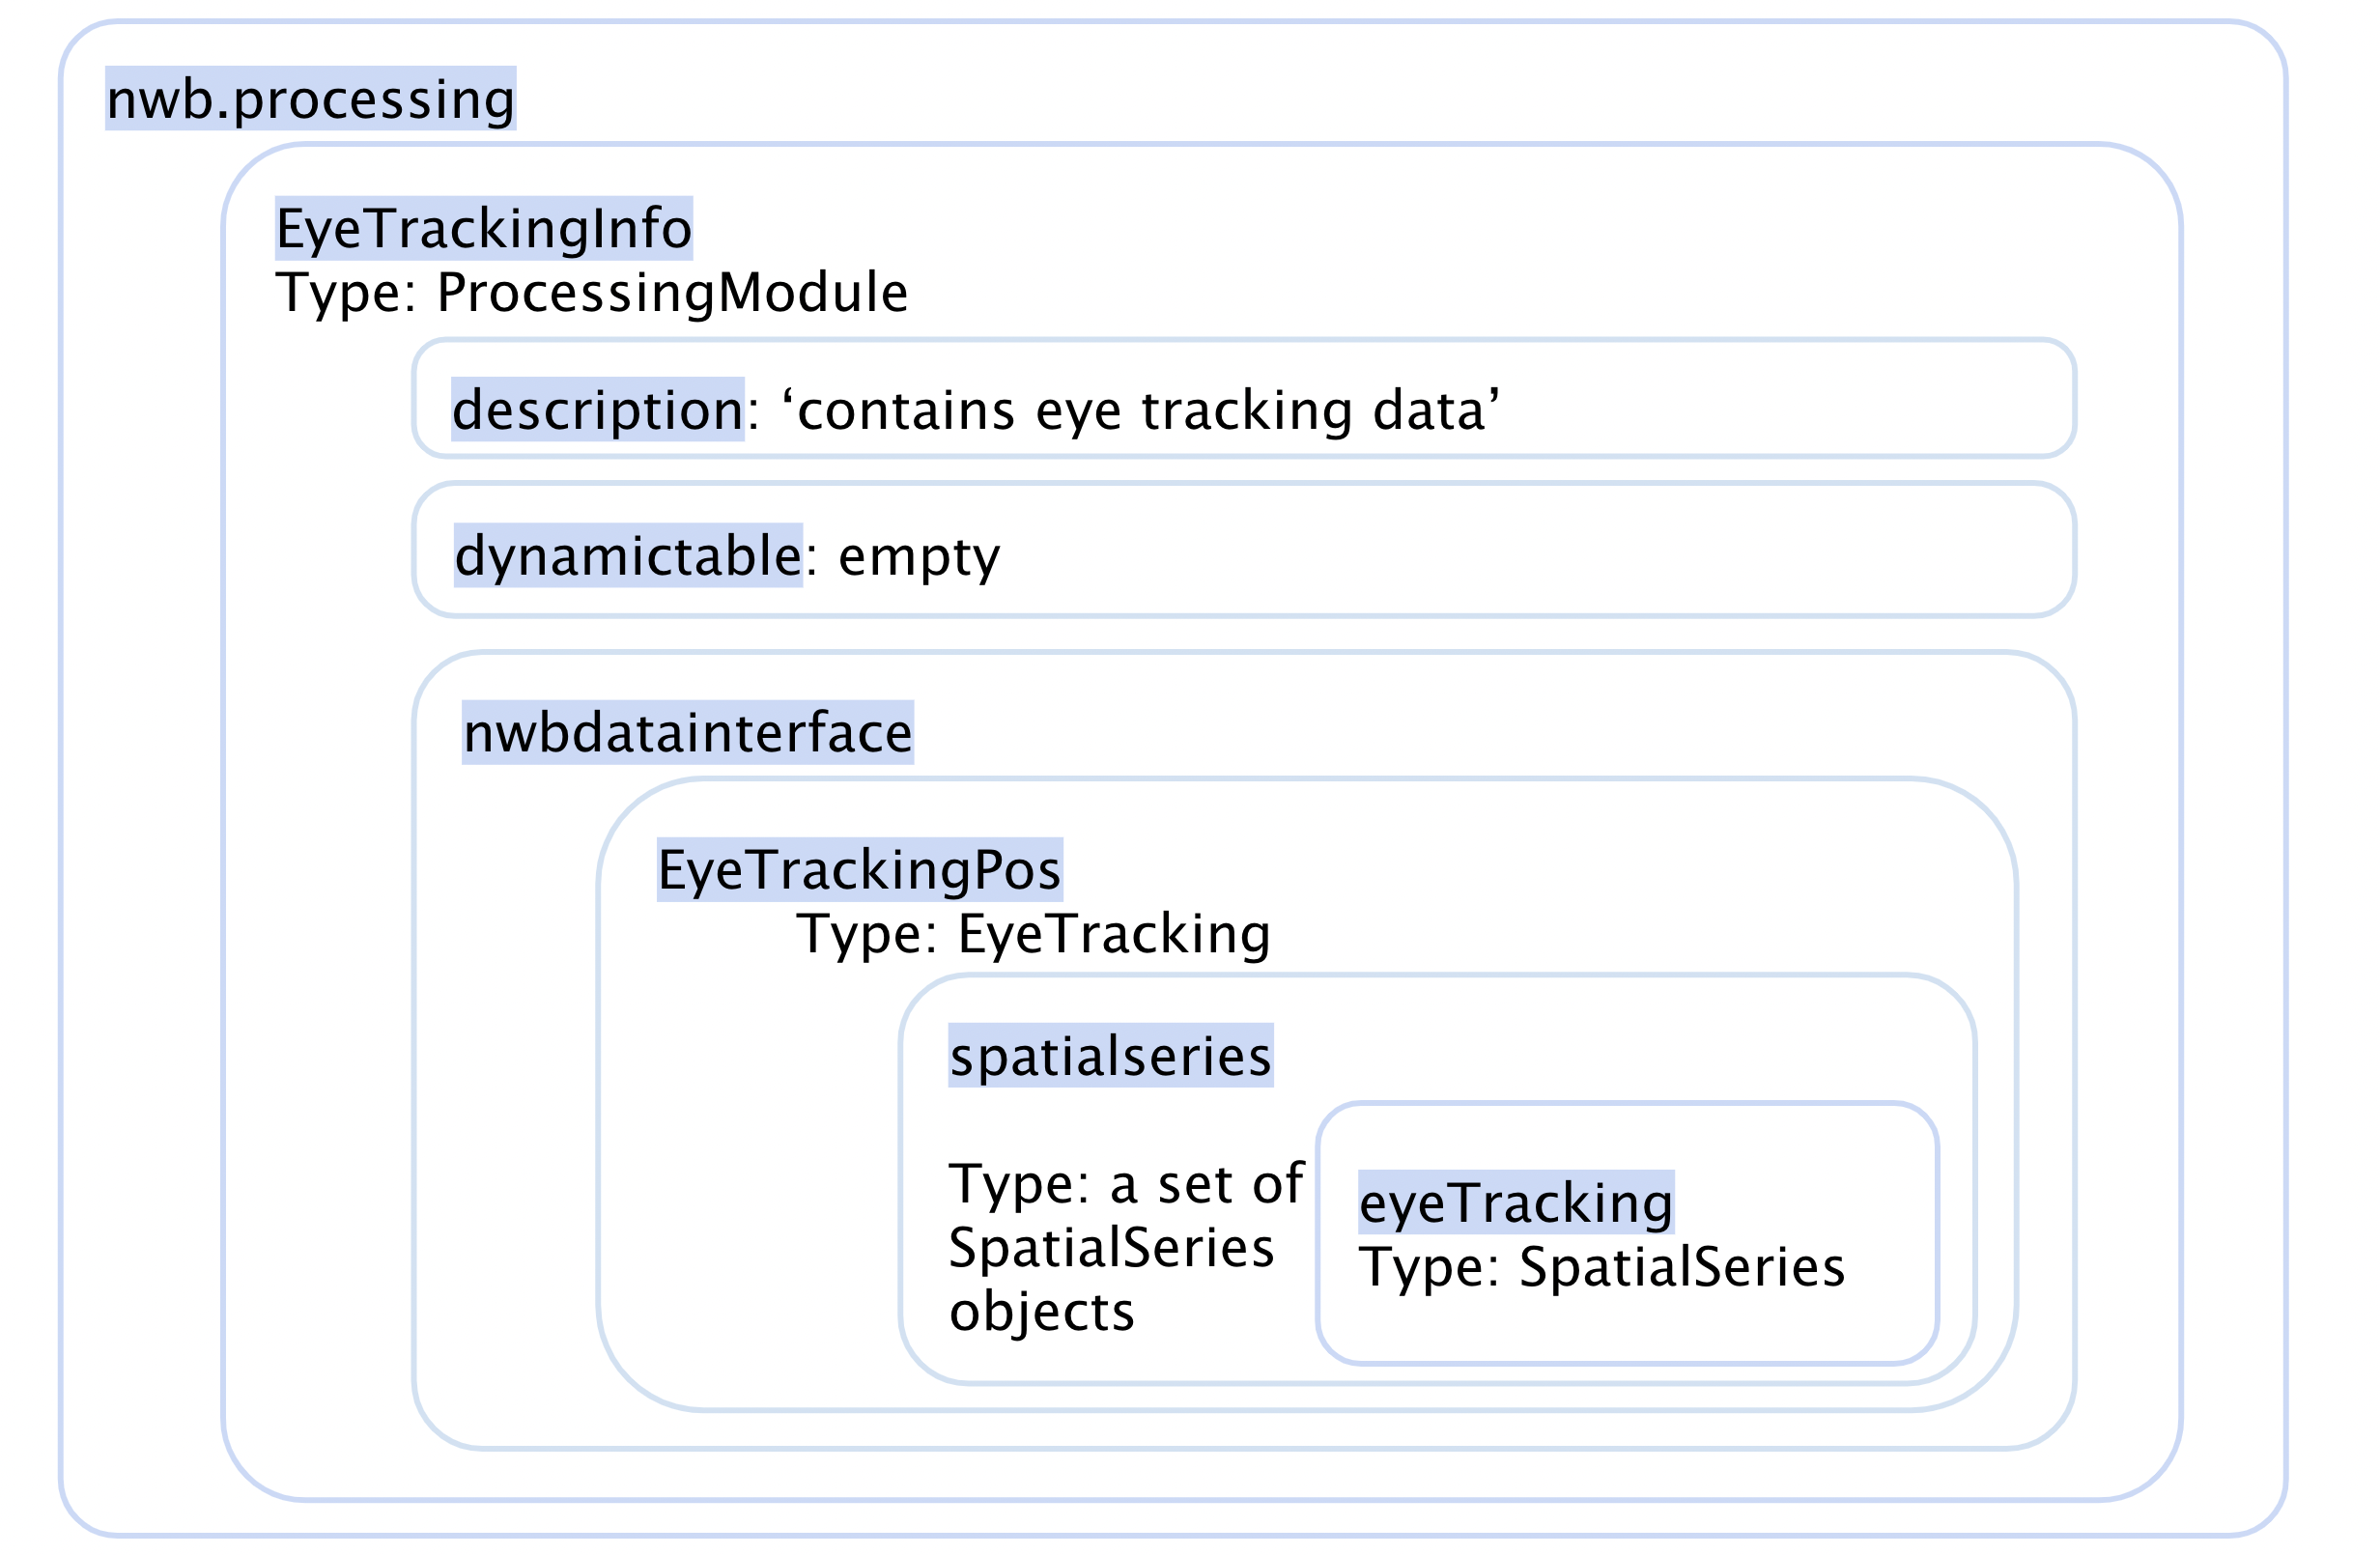 nwb.processing
EyeTrackingInfo
Type: ProcessingModule
description: ‘contains eye tracking data’
dynamictable: empty
nwbdatainterface
EyeTrackingPos
Type: EyeTracking
spatialseries
Type: a set of
SpatialSeries
objects
eyeTracking
Type: SpatialSeries